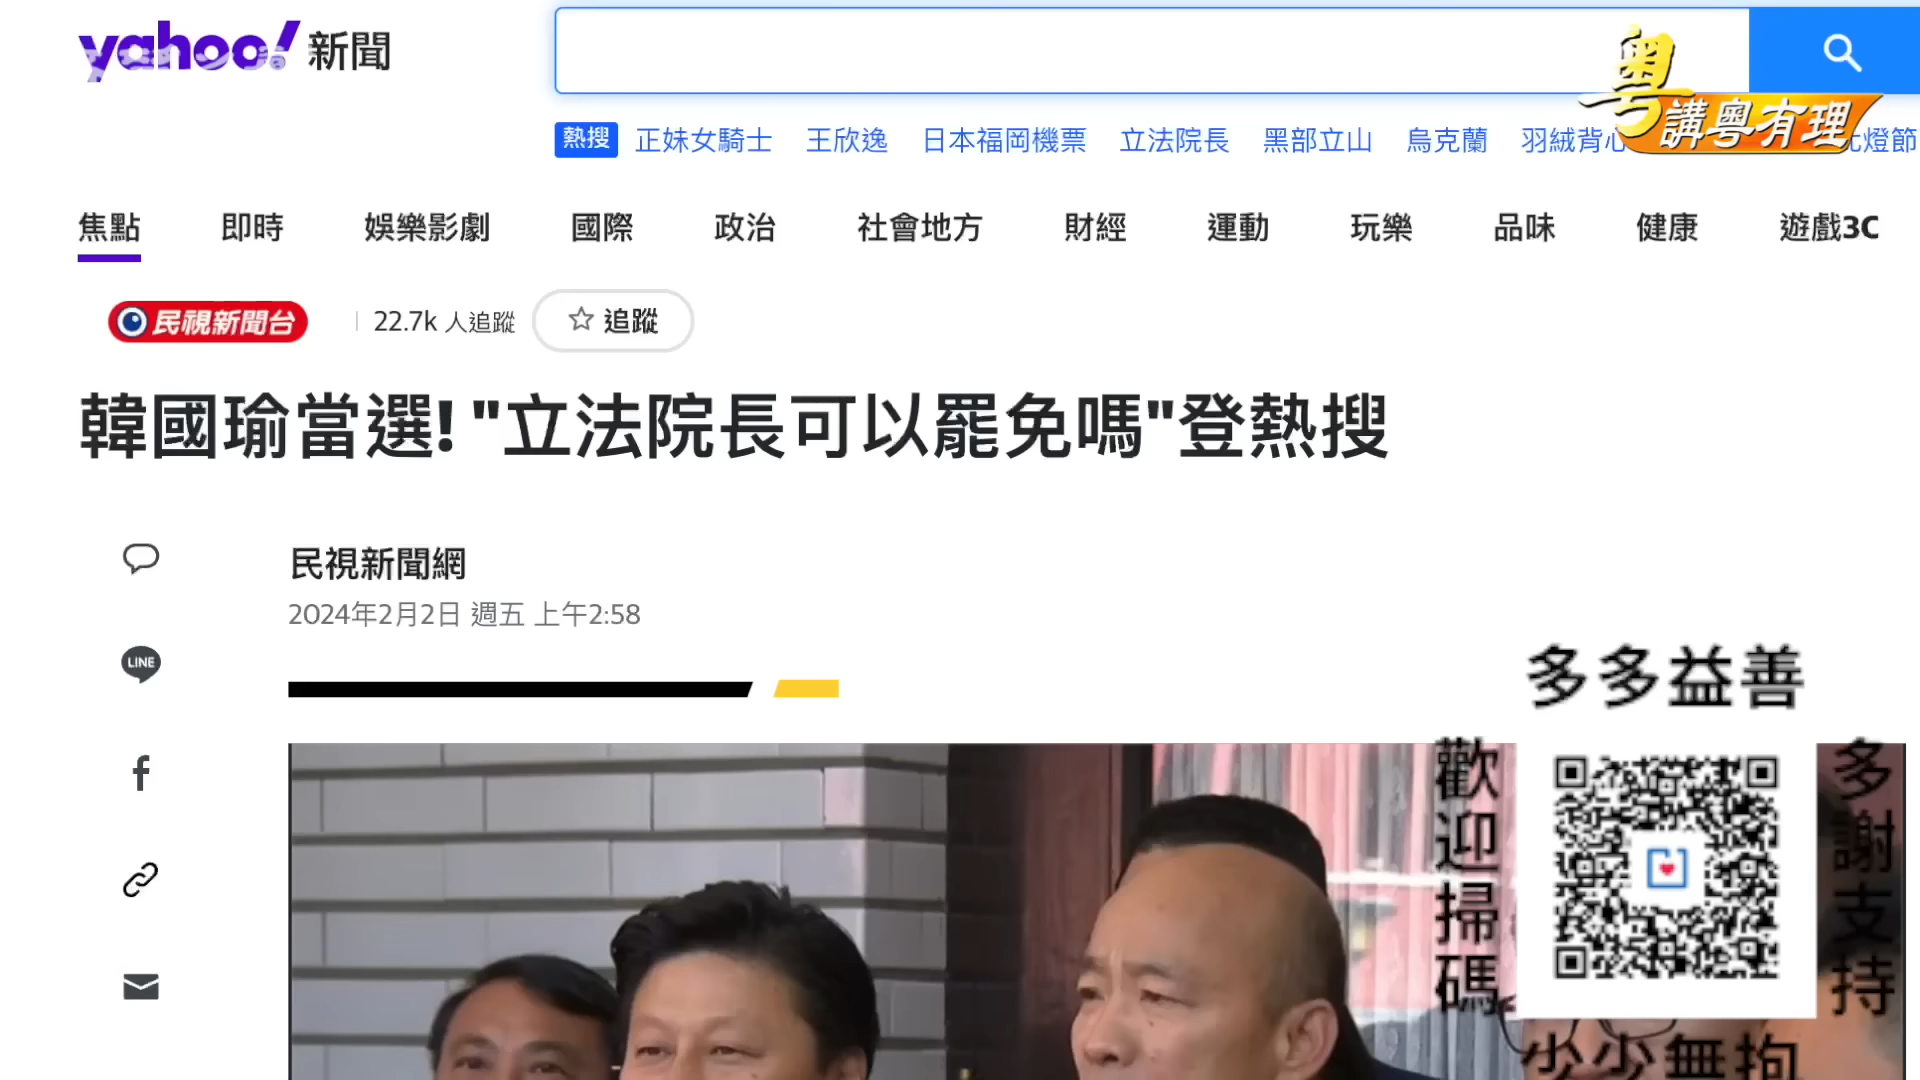 yahoo! 新聞
熱搜 正妹女騎士 王欣逸 日本福岡機票 立法院長 黑部立山 烏克蘭 羽絨背心 燈節
粵講粵有理
焦點 即時 娛樂影劇 國際 政治 社會地方 財經 運動 玩樂 品味 健康 遊戲3C
民視新聞台 22.7k 人追蹤 追蹤
韓國瑜當選! "立法院長可以罷免嗎"登熱搜
民視新聞網
2024年2月2日 週五 上午2:58
LINE
多多益善
歡迎掃碼
多謝支持
少少無拘